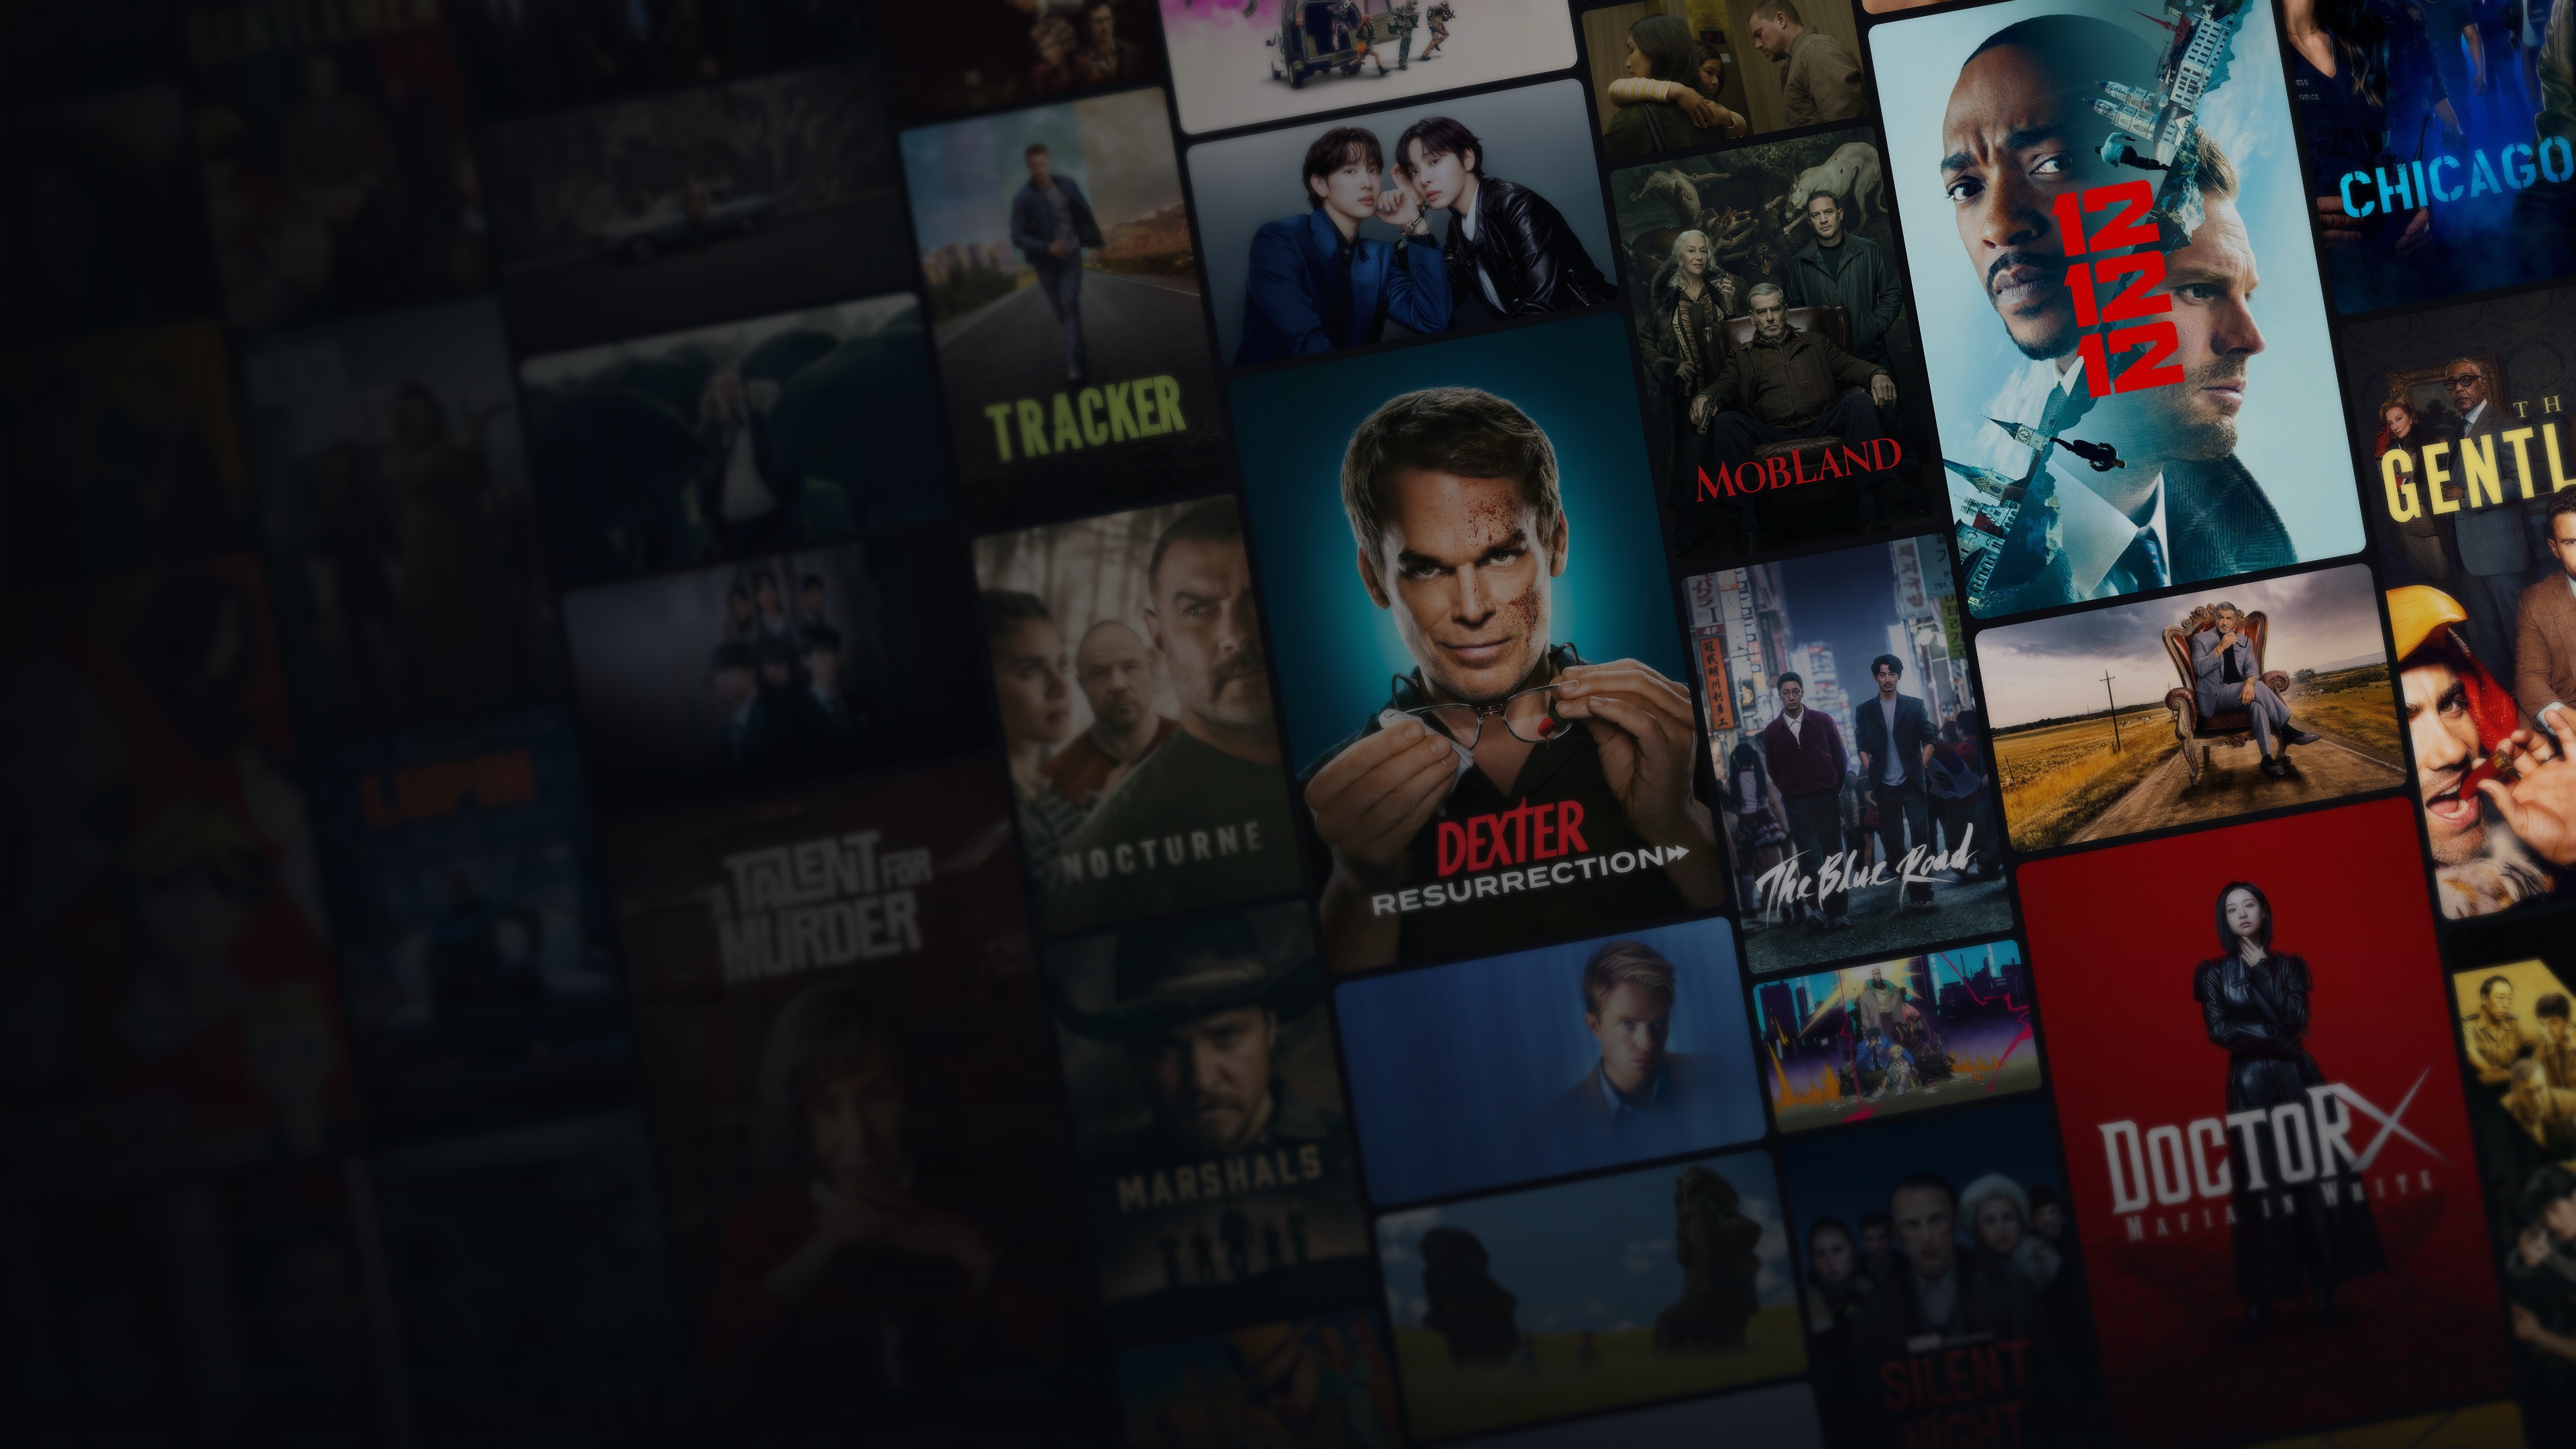 12
12
12
CHICAGO
TRACKER
MOBLAND
TH
GENTL
LUPIN
A TALENT FOR
MURDER
NOCTURNE
DEXTER
RESURRECTION
The Blue Road
MARSHALS
DOCTOR X
MAFIA IN WHITE
SILENT
NIGHT